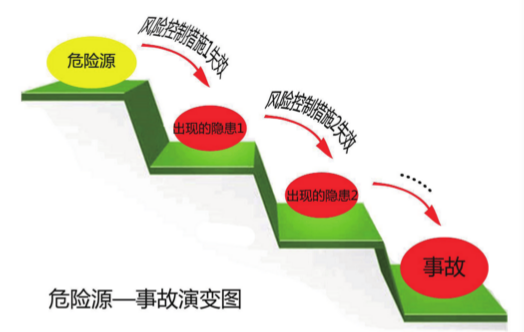 危险源
风险控制措施1失效
出现的隐患1
风险控制措施2失效
出现的隐患2
······
事故
危险源—事故演变图